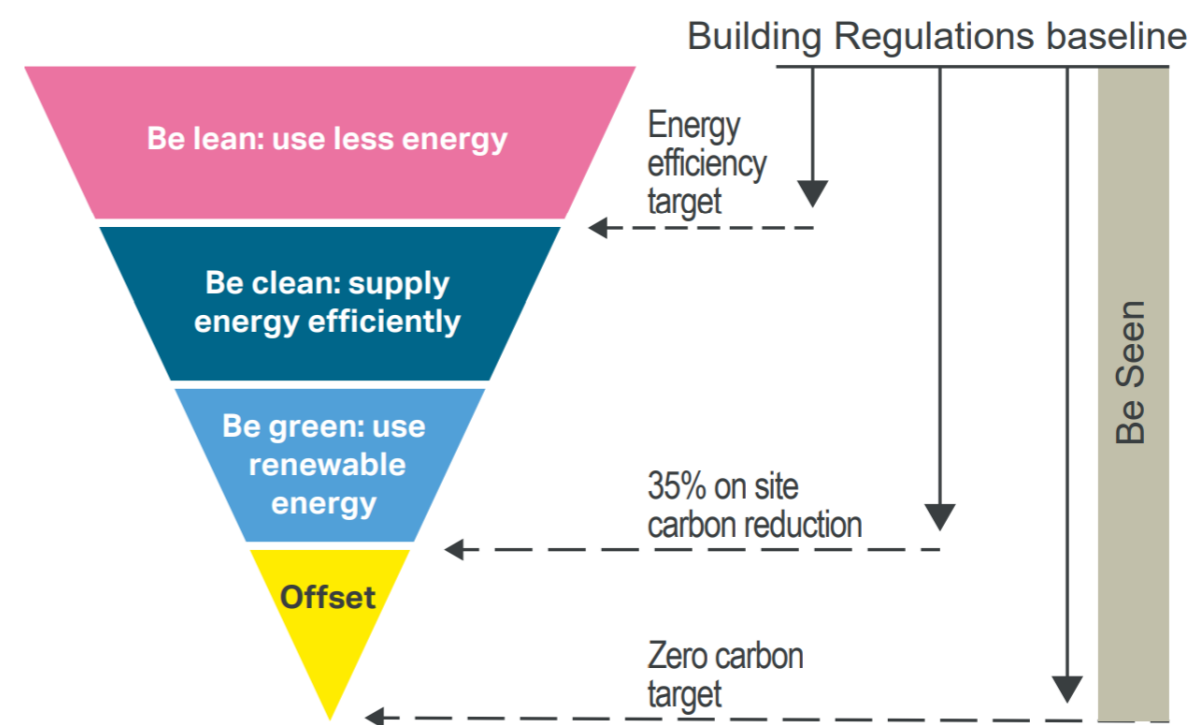 Building Regulations baseline
Be lean: use less energy
Energy
efficiency
target
Be clean: supply
energy efficiently
Be Seen
Be green: use
renewable
energy
35% on site
carbon reduction
Offset
Zero carbon
target